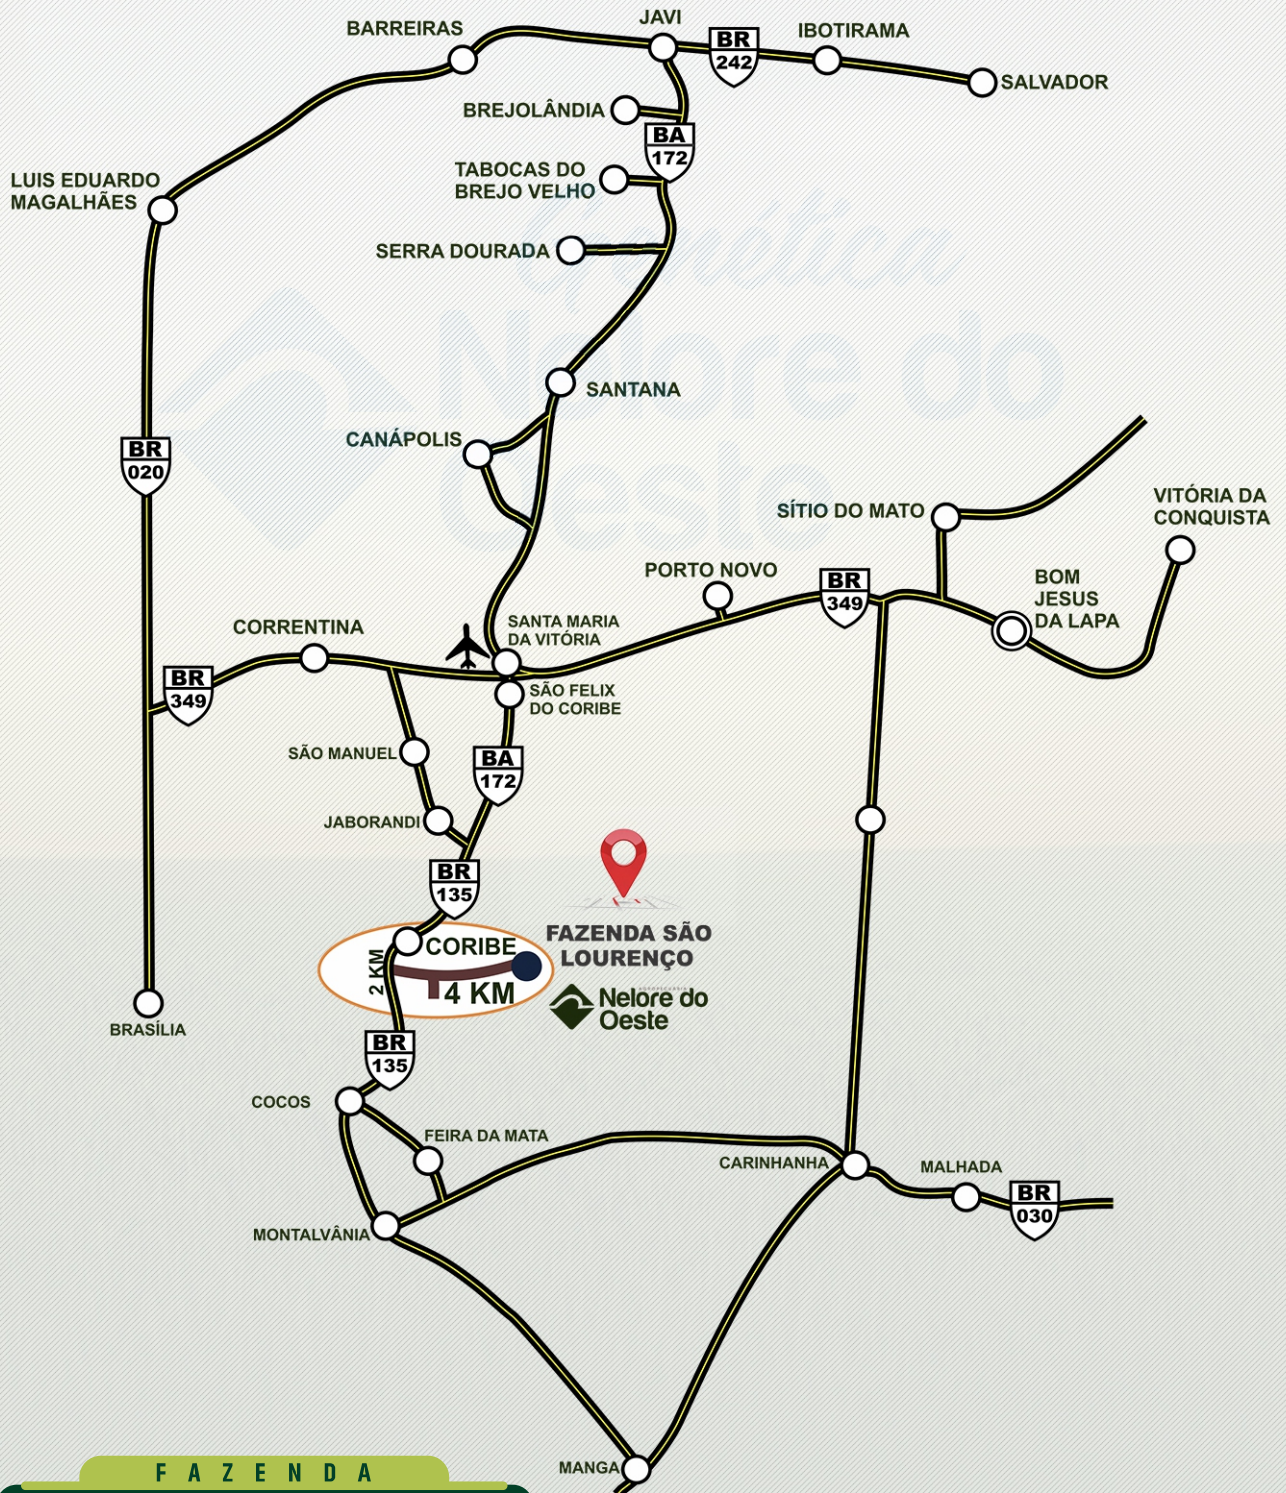 JAVI
BARREIRAS
IBOTIRAMA
BR
242
SALVADOR
BREJOLÂNDIA
BA
172
TABOCAS DO
BREJO VELHO
LUIS EDUARDO
MAGALHÃES
SERRA DOURADA
Genética
Nelore do
Oeste
SANTANA
CANÁPOLIS
BR
020
SÍTIO DO MATO
VITÓRIA DA
CONQUISTA
PORTO NOVO
BR
349
BOM
JESUS
DA LAPA
CORRENTINA
SANTA MARIA
DA VITÓRIA
BR
349
SÃO FELIX
DO CORIBE
SÃO MANUEL
BA
172
JABORANDI
BR
135
CORIBE
2 KM
4 KM
FAZENDA SÃO
LOURENÇO
Nelore do
Oeste
BRASÍLIA
BR
135
COCOS
FEIRA DA MATA
CARINHANHA
MALHADA
BR
030
MONTALVÂNIA
MANGA
FAZENDA